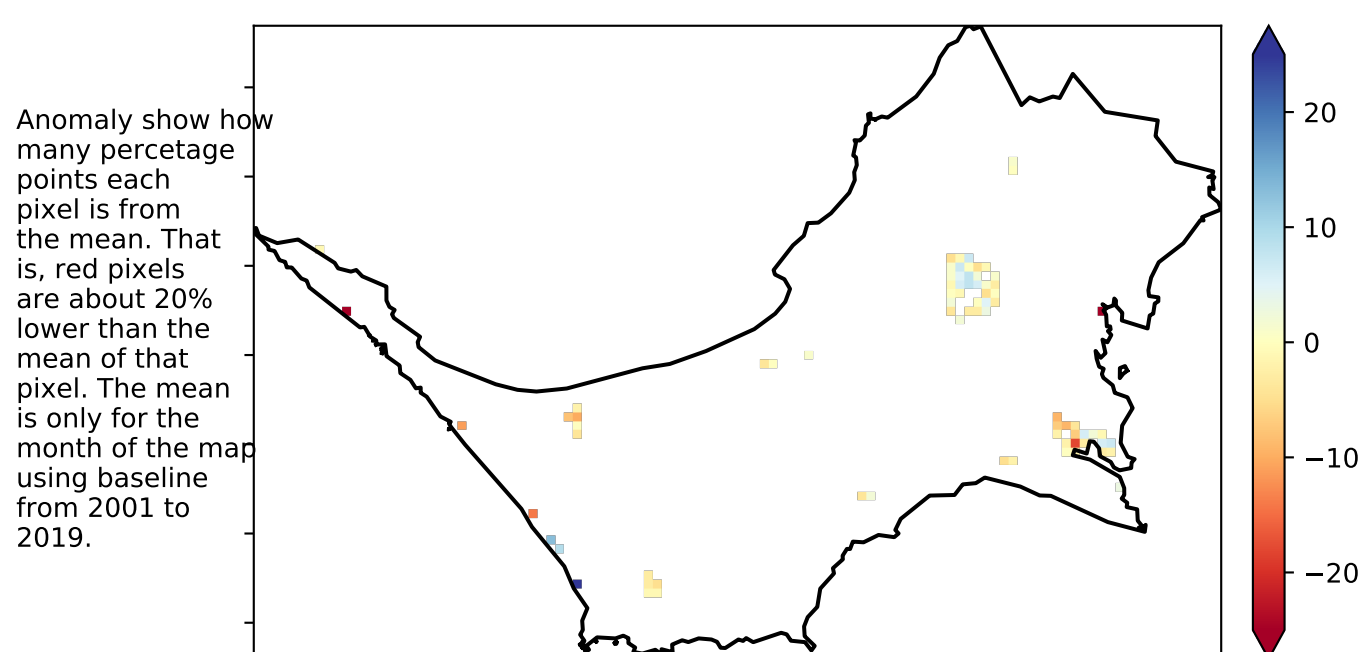 Anomaly show how
many percetage
points each
pixel is from
the mean. That
is, red pixels
are about 20%
lower than the
mean of that
pixel. The mean
is only for the
month of the map
using baseline
from 2001 to
2019.
20
10
0
−10
−20